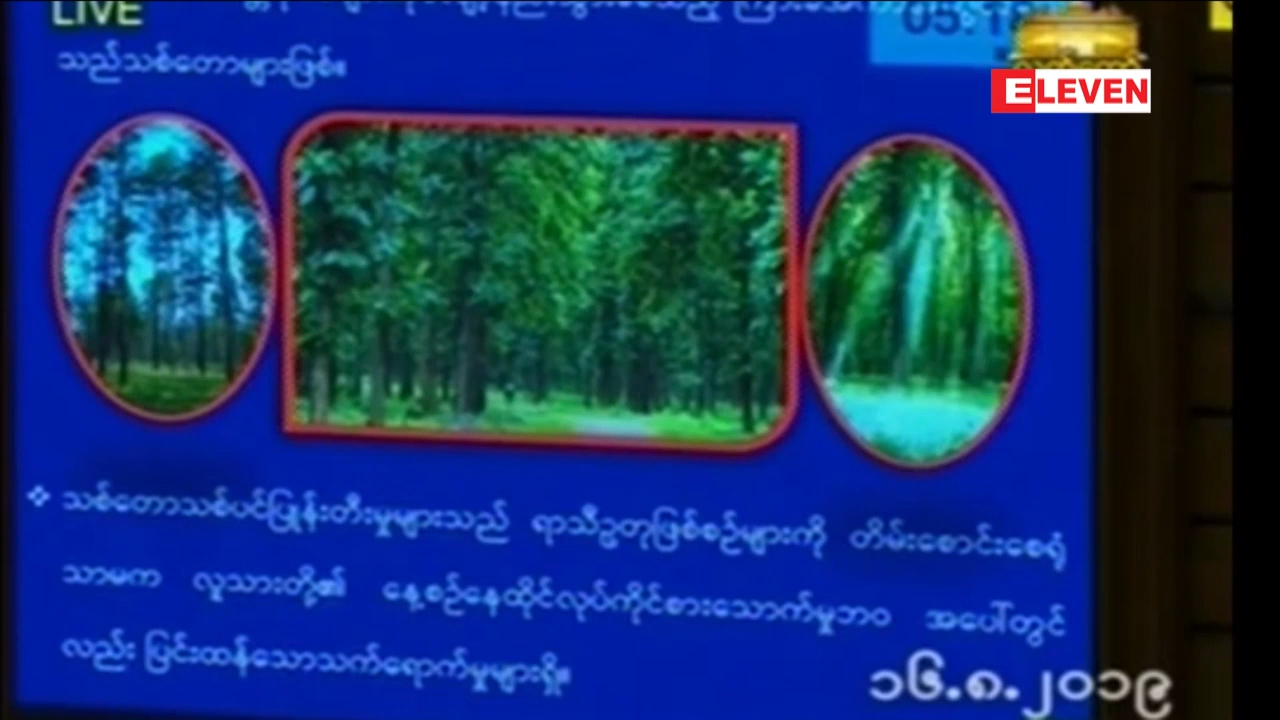 LIVE
05:18
သည်သစ်တောများဖြစ်။
ELEVEN
❖ သစ်တောသစ်ပင်ပြုန်းတီးမှုများသည် ရာသီဥတုဖြစ်စဉ်များကို တိမ်းစောင်းစေရုံ
သာမက လူသားတို့၏ နေ့စဉ်နေထိုင်လုပ်ကိုင်စားသောက်မှုဘဝ အပေါ်တွင်
လည်း ပြင်းထန်သောသက်ရောက်မှုများရှိ။
၁၆.၈.၂၀၁၉